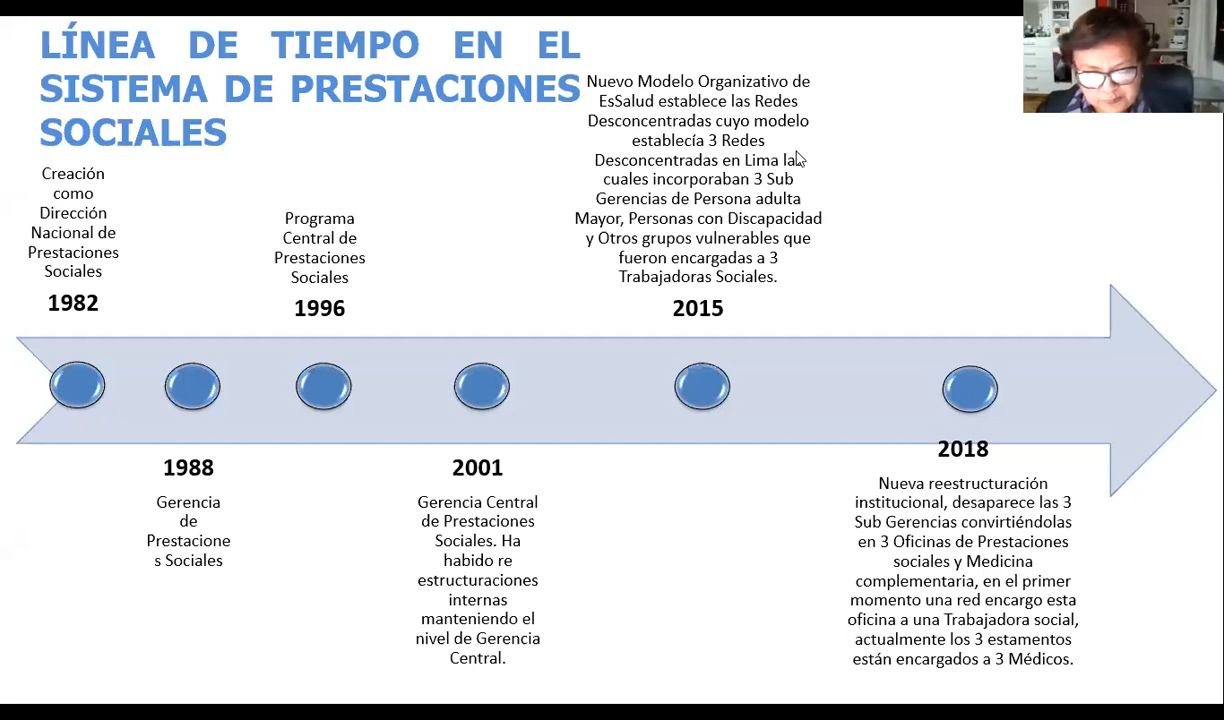 LÍNEA DE TIEMPO EN EL
SISTEMA DE PRESTACIONES
SOCIALES
Creación
como
Dirección
Nacional de
Prestaciones
Sociales
1982
1988
Gerencia
de
Prestacione
s Sociales
Programa
Central de
Prestaciones
Sociales
1996
2001
Gerencia Central
de Prestaciones
Sociales. Ha
habido re
estructuraciones
internas
manteniendo el
nivel de Gerencia
Central.
Nuevo Modelo Organizativo de
EsSalud establece las Redes
Desconcentradas cuyo modelo
establecía 3 Redes
Desconcentradas en Lima las
cuales incorporaban 3 Sub
Gerencias de Persona adulta
Mayor, Personas con Discapacidad
y Otros grupos vulnerables que
fueron encargadas a 3
Trabajadoras Sociales.
2015
2018
Nueva reestructuración
institucional, desaparece las 3
Sub Gerencias convirtiéndolas
en 3 Oficinas de Prestaciones
sociales y Medicina
complementaria, en el primer
momento una red encargo esta
oficina a una Trabajadora social,
actualmente los 3 estamentos
están encargados a 3 Médicos.